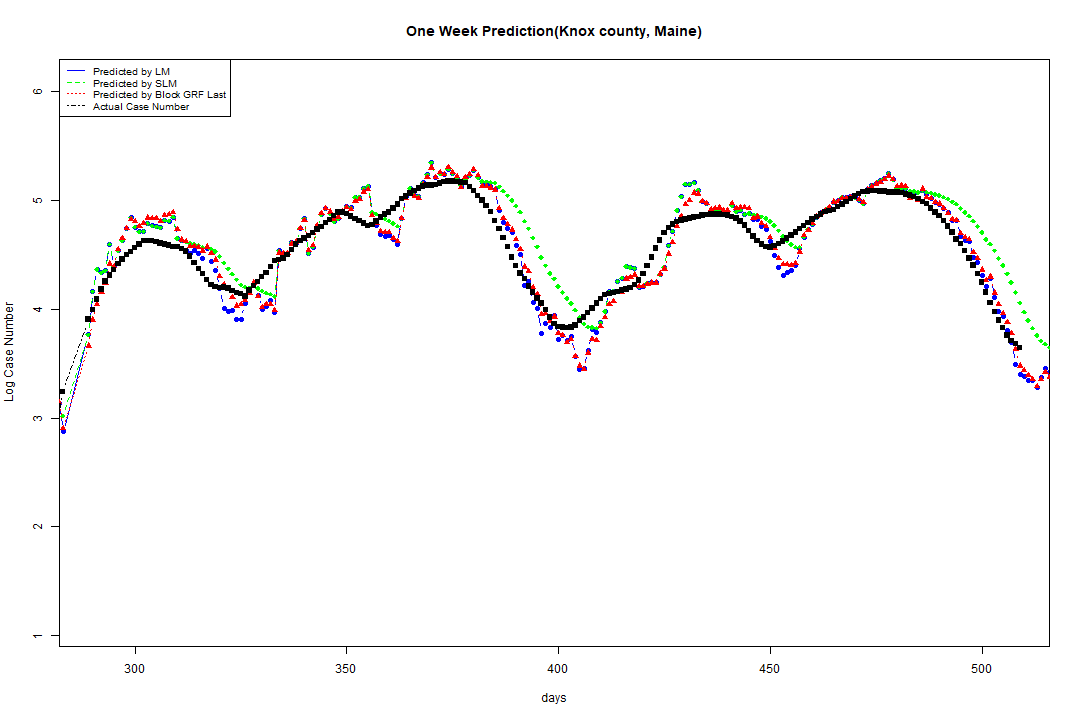 One Week Prediction(Knox county, Maine)
Predicted by LM
Predicted by SLM
Predicted by Block GRF Last
Actual Case Number
6
5
4
3
2
1
Log Case Number
300 350 400 450 500
days